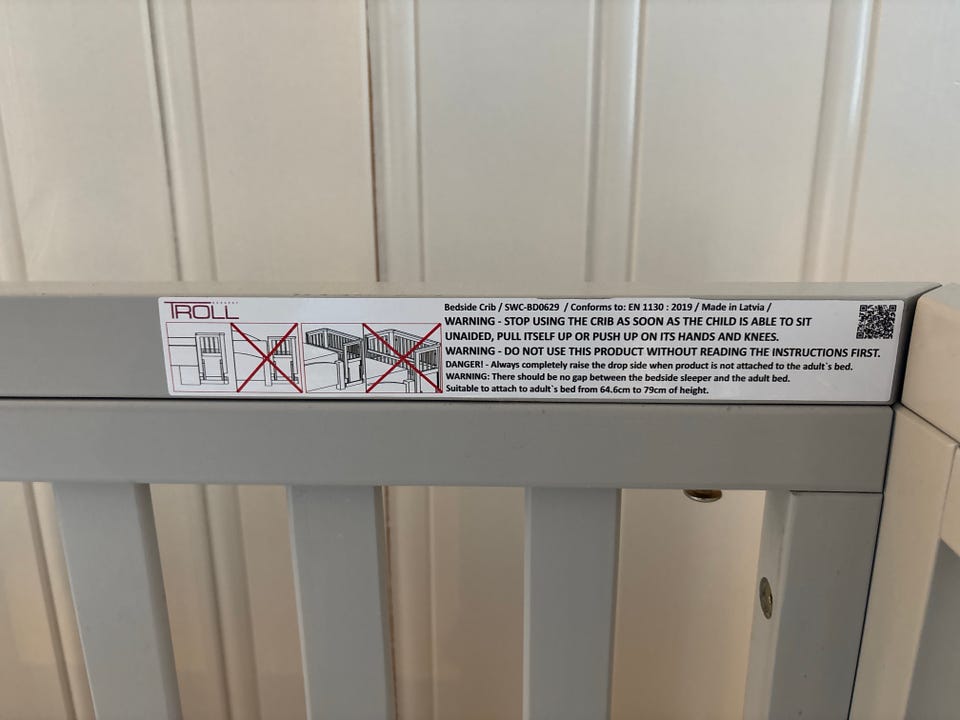 TROLL
NURSERY
Bedside Crib / SWC-BD0629 / Conforms to: EN 1130 : 2019 / Made in Latvia /
WARNING - STOP USING THE CRIB AS SOON AS THE CHILD IS ABLE TO SIT
UNAIDED, PULL ITSELF UP OR PUSH UP ON ITS HANDS AND KNEES.
WARNING - DO NOT USE THIS PRODUCT WITHOUT READING THE INSTRUCTIONS FIRST.
DANGER! - Always completely raise the drop side when product is not attached to the adult`s bed.
WARNING: There should be no gap between the bedside sleeper and the adult bed.
Suitable to attach to adult`s bed from 64.6cm to 79cm of height.